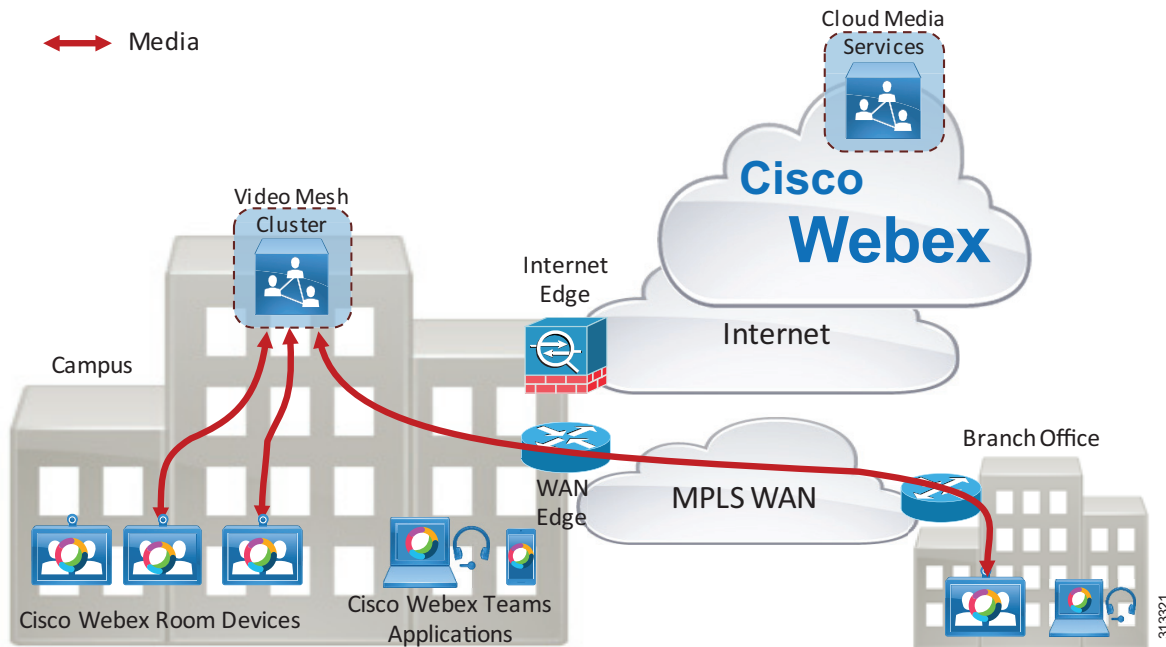 Media
Cloud Media
Services
Cisco
Webex
Video Mesh
Cluster
Internet
Edge
Internet
Campus
Branch Office
WAN
Edge
MPLS WAN
Cisco Webex Room Devices
Cisco Webex Teams
Applications
313321